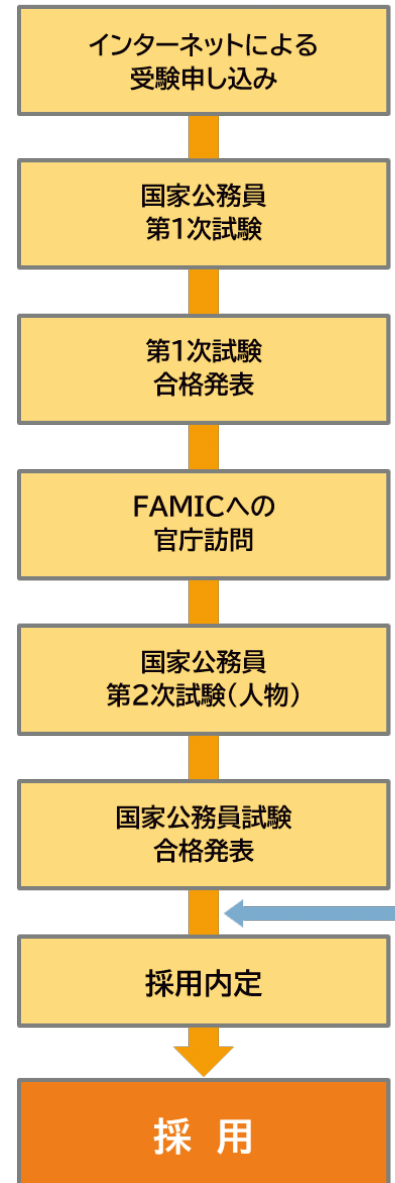 インターネットによる
受験申し込み
国家公務員
第1次試験
第1次試験
合格発表
FAMICへの
官庁訪問
国家公務員
第2次試験(人物)
国家公務員試験
合格発表
採用内定
採 用